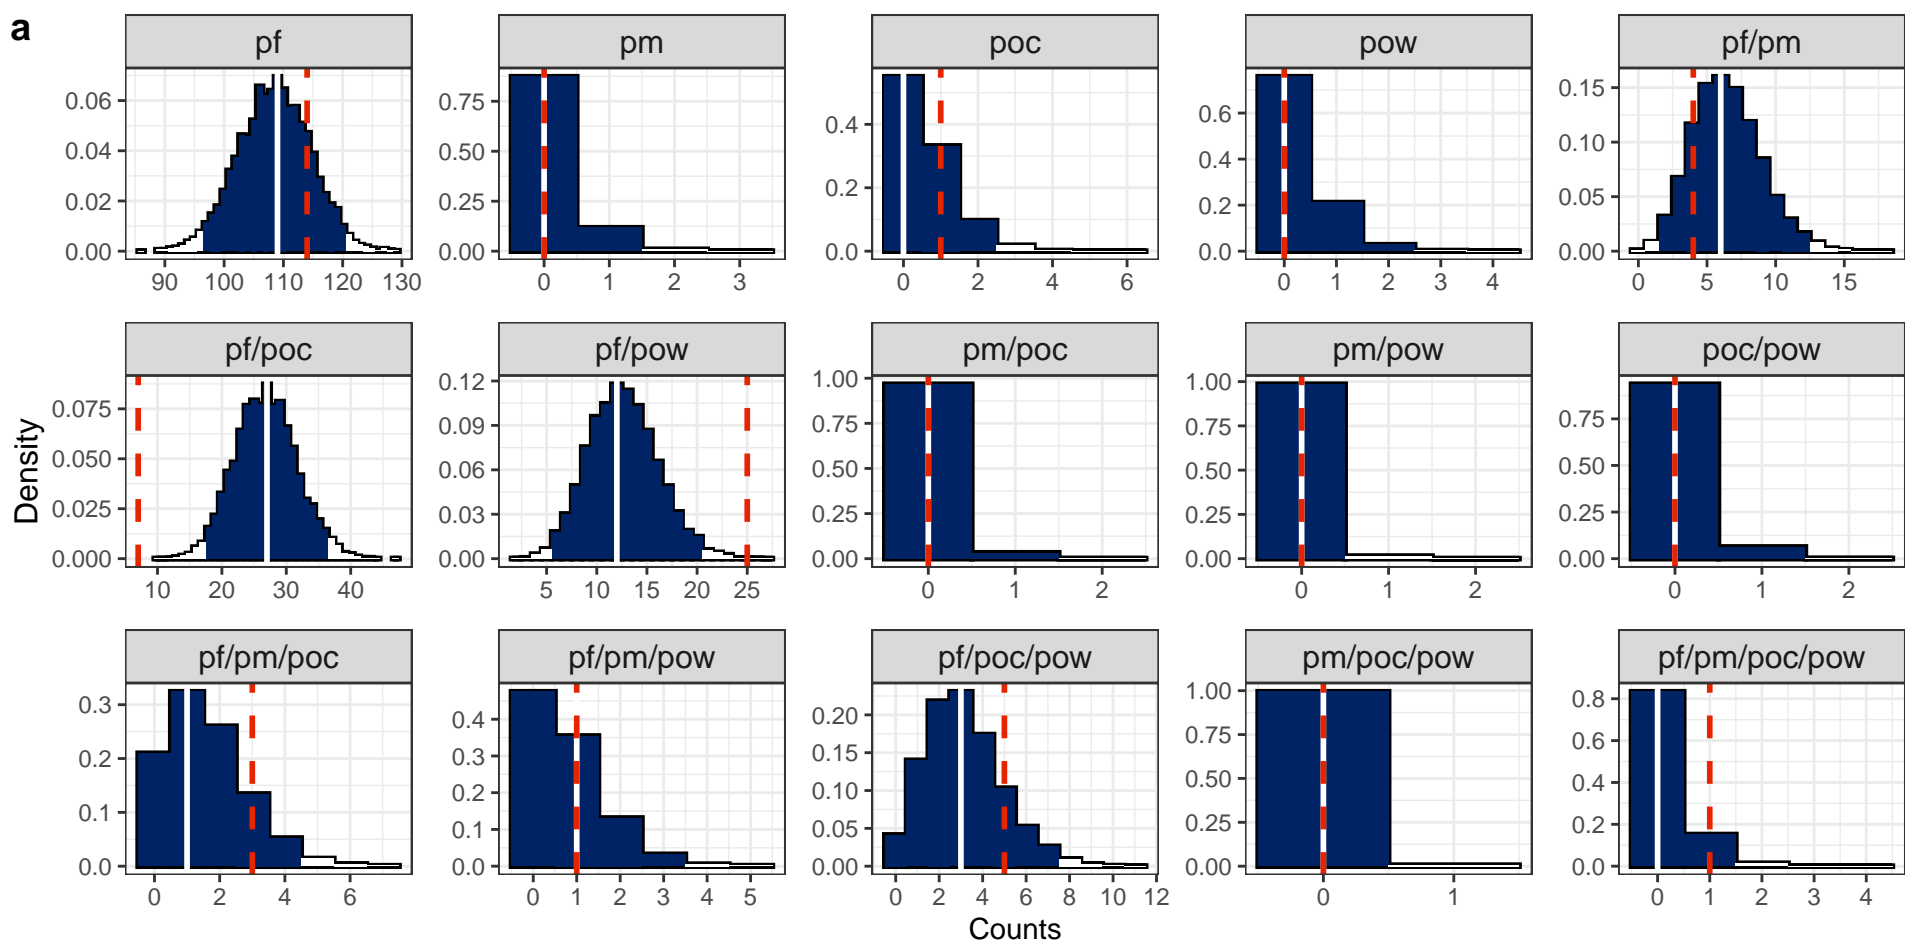 a
pf
pm
poc
pow
pf/pm
0.06
0.04
0.02
0.00
90 100 110 120 130
0.75
0.50
0.25
0.00
0 1 2 3
0.4
0.2
0.0
0 2 4 6
0.6
0.4
0.2
0.0
0 1 2 3 4
0.15
0.10
0.05
0.00
0 5 10 15
pf/poc
pf/pow
pm/poc
pm/pow
poc/pow
Density
0.075
0.050
0.025
0.000
10 20 30 40
0.12
0.09
0.06
0.03
0.00
5 10 15 20 25
1.00
0.75
0.50
0.25
0.00
0 1 2
1.00
0.75
0.50
0.25
0.00
0 1 2
0.75
0.50
0.25
0.00
0 1 2
pf/pm/poc
pf/pm/pow
pf/poc/pow
pm/poc/pow
pf/pm/poc/pow
0.3
0.2
0.1
0.0
0 2 4 6
0.4
0.3
0.2
0.1
0.0
0 1 2 3 4 5
0.20
0.15
0.10
0.05
0.00
0 2 4 6 8 10 12
1.00
0.75
0.50
0.25
0.00
0 1
0.8
0.6
0.4
0.2
0.0
0 1 2 3 4
Counts